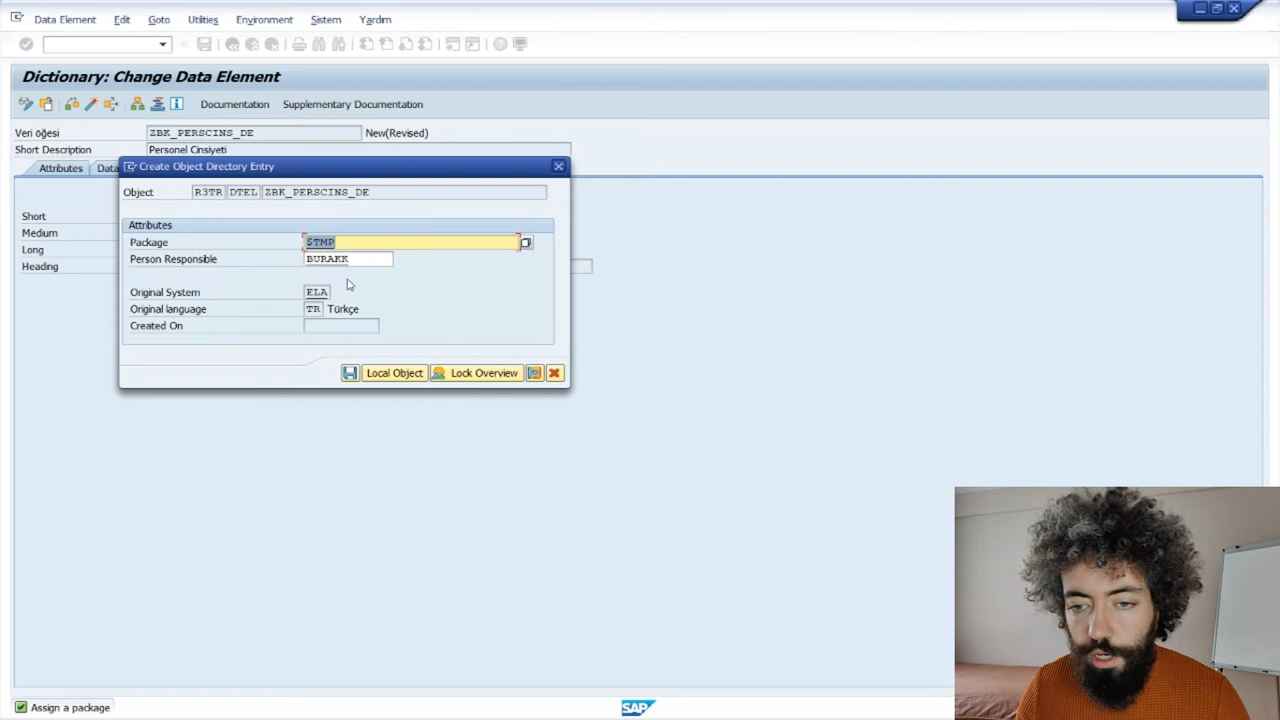 Data Element Edit Goto Utilities Environment Sistem Yardım
Dictionary: Change Data Element
Documentation Supplementary Documentation
Veri öğesi ZBK_PERSCINS_DE New(Revised)
Short Description Personel Cinsiyeti
Attributes Data
Short
Medium
Long
Heading
Create Object Directory Entry
Object R3TR DTEL ZBK_PERSCINS_DE
Attributes
Package $TMP
Person Responsible BURAKK
Original System ELA
Original language TR Türkçe
Created On
Local Object Lock Overview
Assign a package
SAP